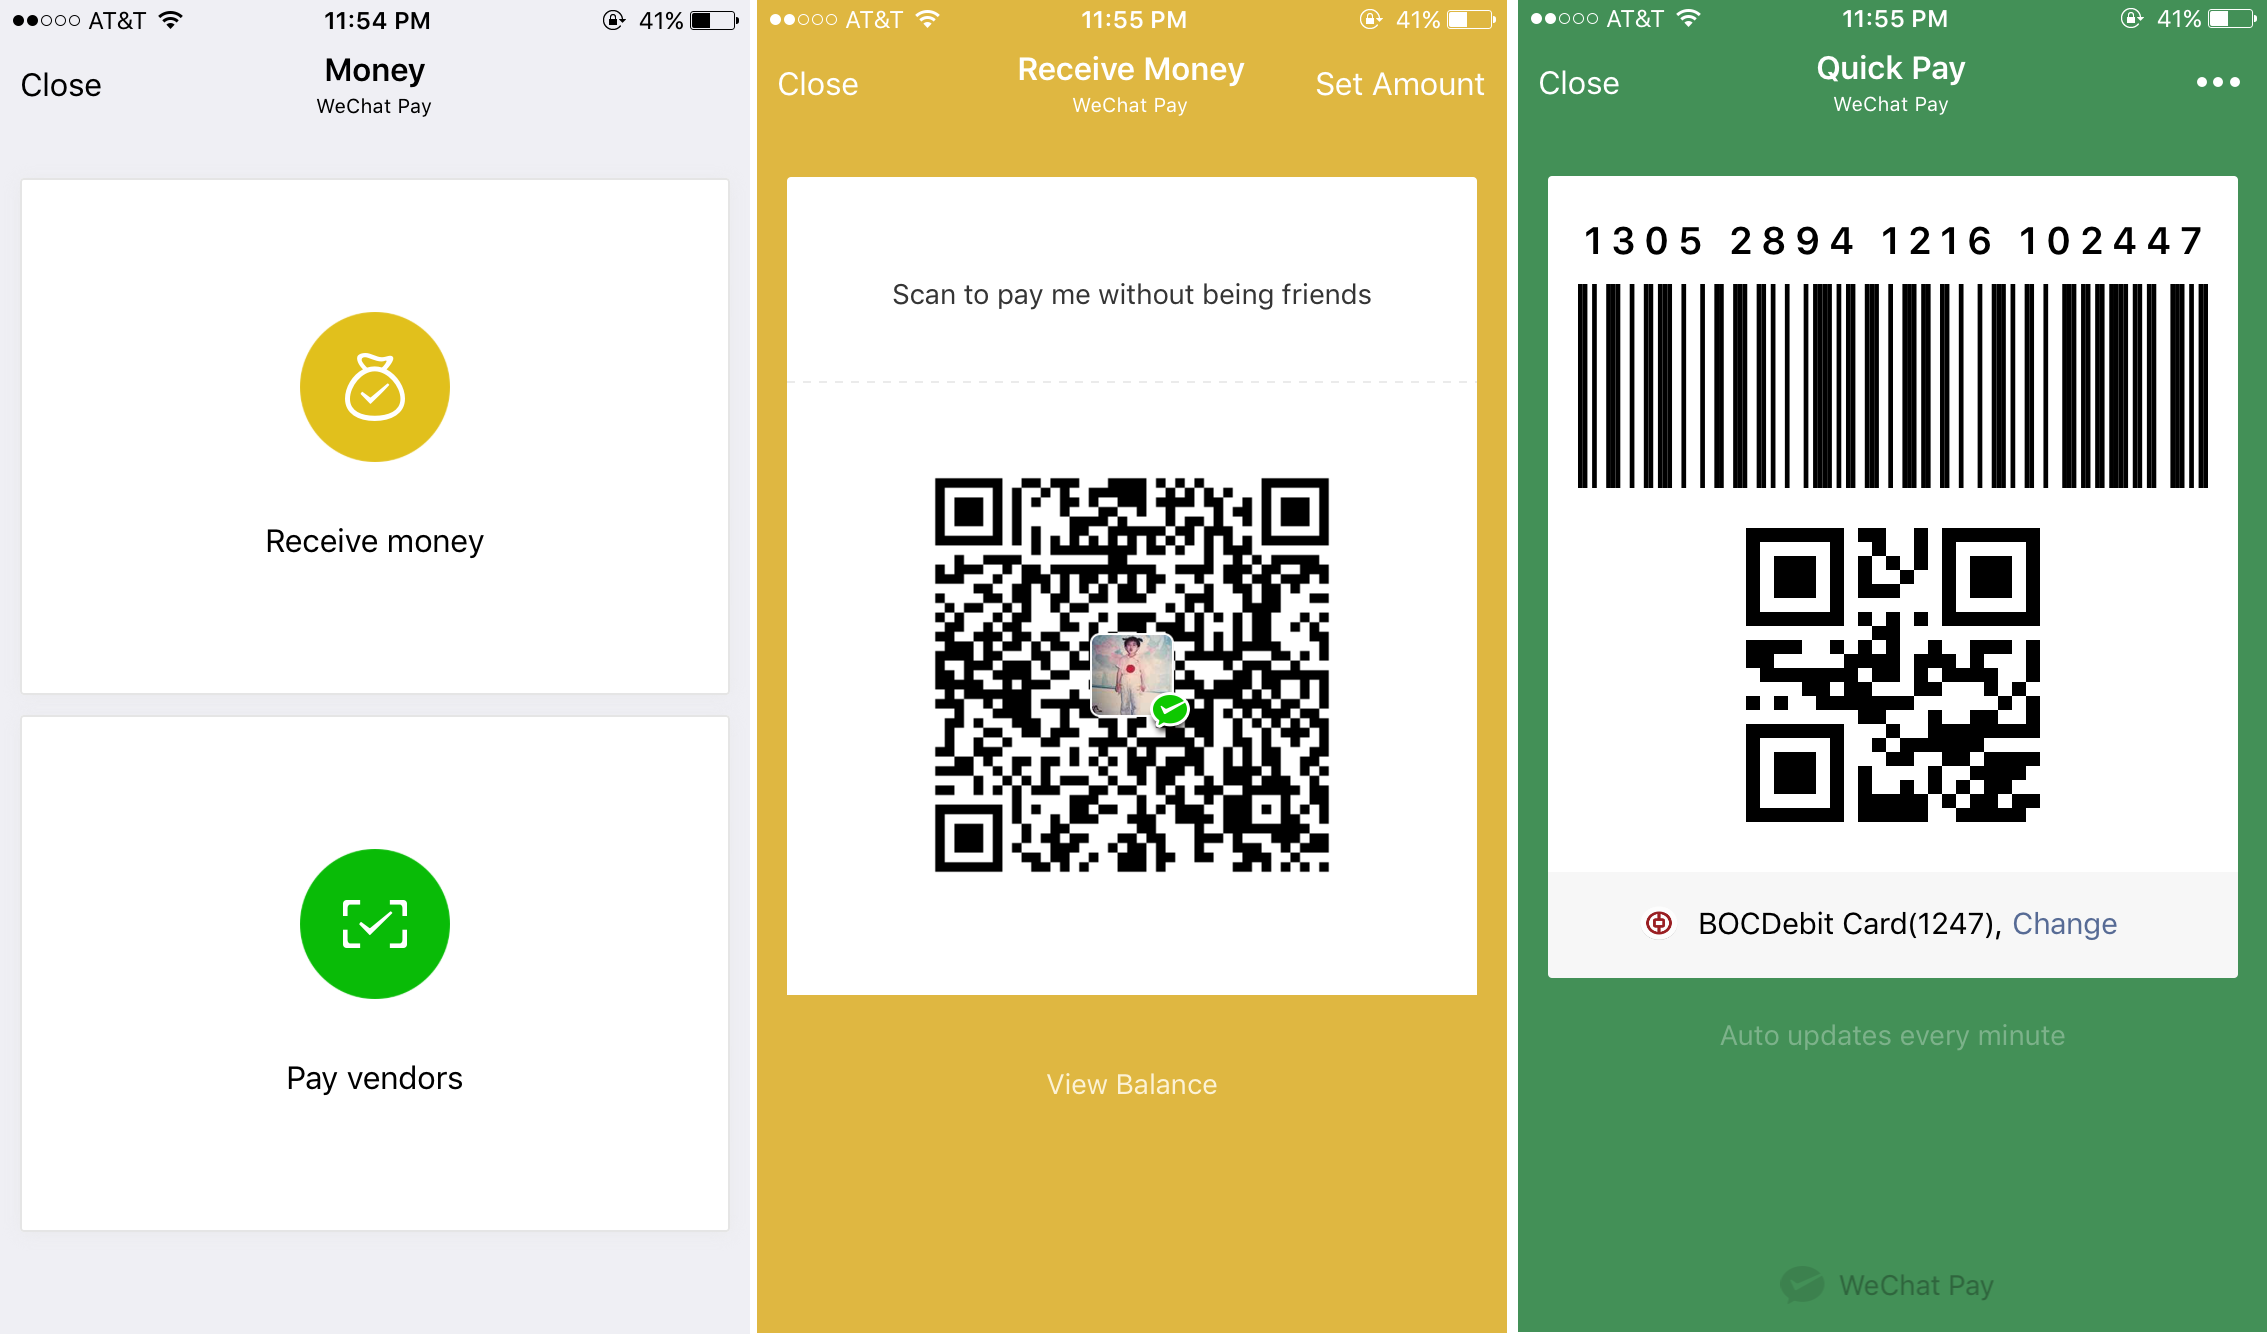 AT&T 11:54 PM 41%
Close
Money
WeChat Pay
Receive money
Pay vendors
AT&T 11:55 PM 41%
Close
Receive Money
WeChat Pay
Set Amount
Scan to pay me without being friends
View Balance
AT&T 11:55 PM 41%
Close
Quick Pay
WeChat Pay
1305 2894 1216 102447
BOCDebit Card(1247), Change
Auto updates every minute
WeChat Pay